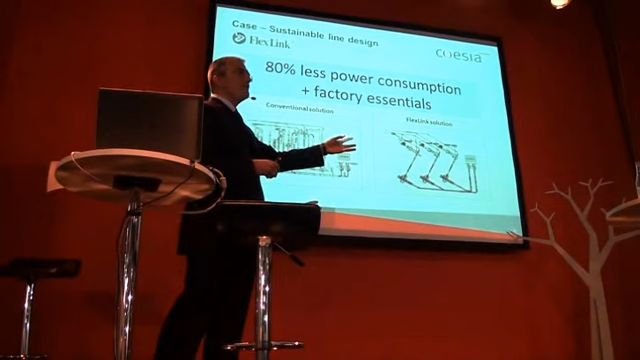 Case – Sustainable line design
FlexLink
coesia
80% less power consumption
+ factory essentials
Conventional solution
FlexLink solution